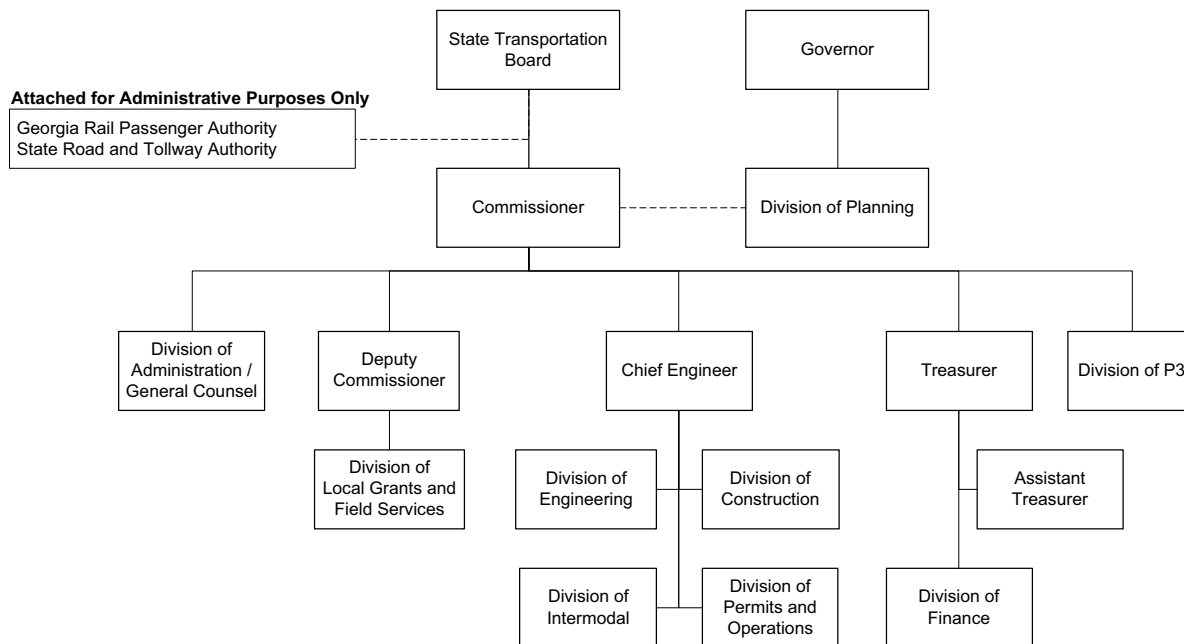 State Transportation
Board
Governor
Attached for Administrative Purposes Only
Georgia Rail Passenger Authority
State Road and Tollway Authority
Commissioner
Division of Planning
Division of
Administration /
General Counsel
Deputy
Commissioner
Chief Engineer
Treasurer
Division of P3
Division of
Local Grants and
Field Services
Division of
Engineering
Division of
Construction
Assistant
Treasurer
Division of
Intermodal
Division of
Permits and
Operations
Division of
Finance